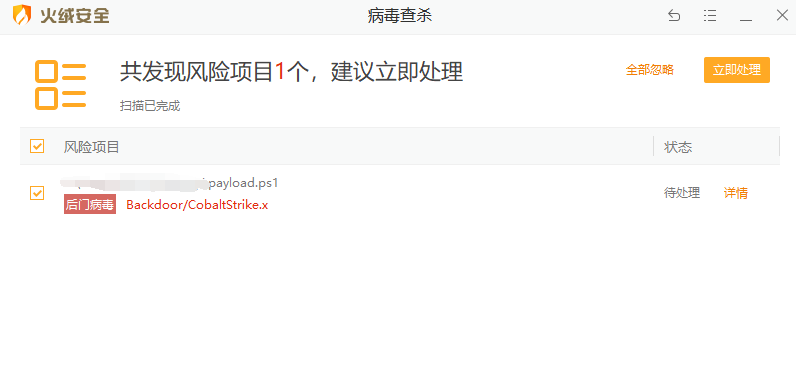 火绒安全
病毒查杀
共发现风险项目1个，建议立即处理
全部忽略
立即处理
扫描已完成
风险项目
状态
payload.ps1
待处理
详情
后门病毒 Backdoor/CobaltStrike.x